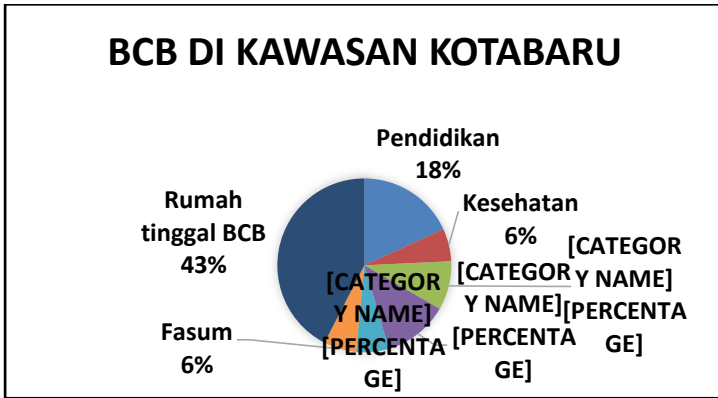 BCB DI KAWASAN KOTABARU
Pendidikan
18%
Kesehatan
6%
[CATEGOR
Y NAME]
[PERCENTA
GE]
[CATEGOR
Y NAME]
[PERCENTA
GE]
[CATEGOR
Y NAME]
[PERCENTA
GE]
Fasum
6%
Rumah
tinggal BCB
43%